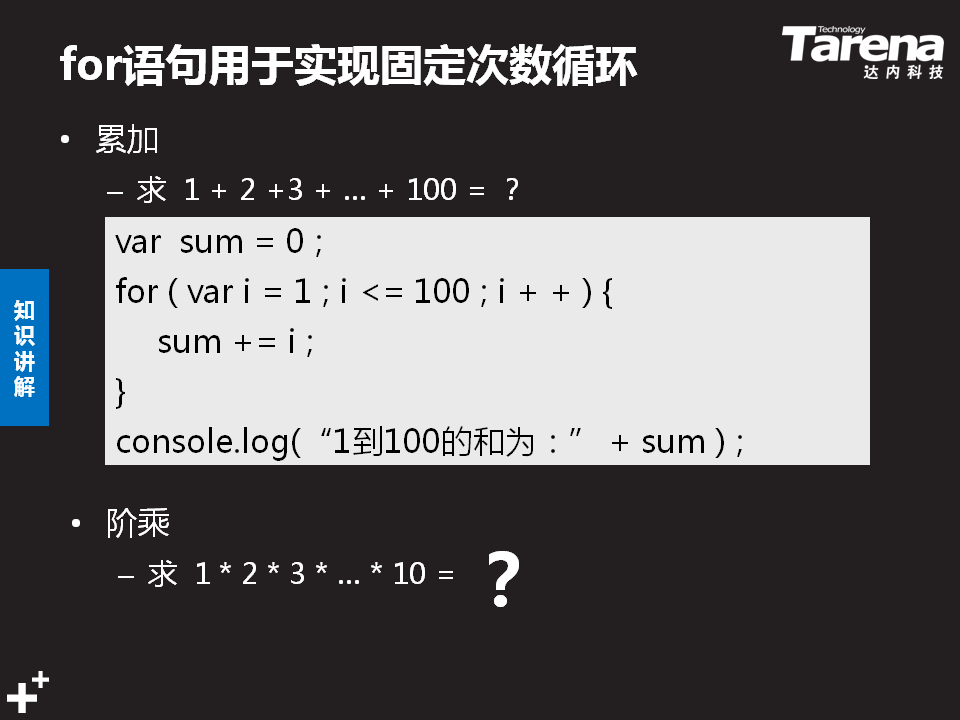 for语句用于实现固定次数循环
Technology
Tarena
达内科技
• 累加
– 求 1 + 2 +3 + … + 100 = ?
var sum = 0 ;
for ( var i = 1 ; i <= 100 ; i + + ) {
sum += i ;
}
console.log( “1到100的和为：” + sum ) ;
知识讲解
• 阶乘
– 求 1 * 2 * 3 * … * 10 = ?